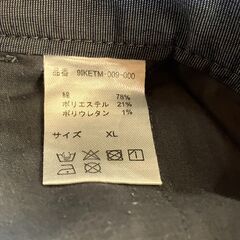 品番 90KETM-009-000
綿 78%
ポリエステル 21%
ポリウレタン 1%
サイズ XL